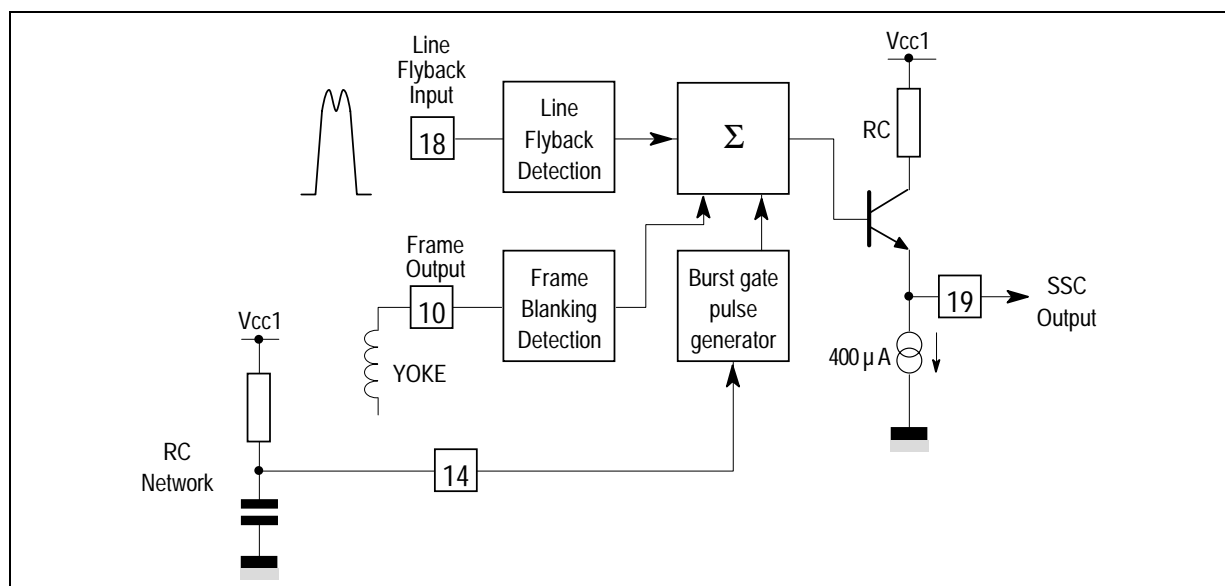 Line
Flyback
Input
18
Line
Flyback
Detection
Σ
Vcc1
RC
Frame
Output
10
Frame
Blanking
Detection
Burst gate
pulse
generator
19
SSC
Output
400 µ A
Vcc1
YOKE
RC
Network
14